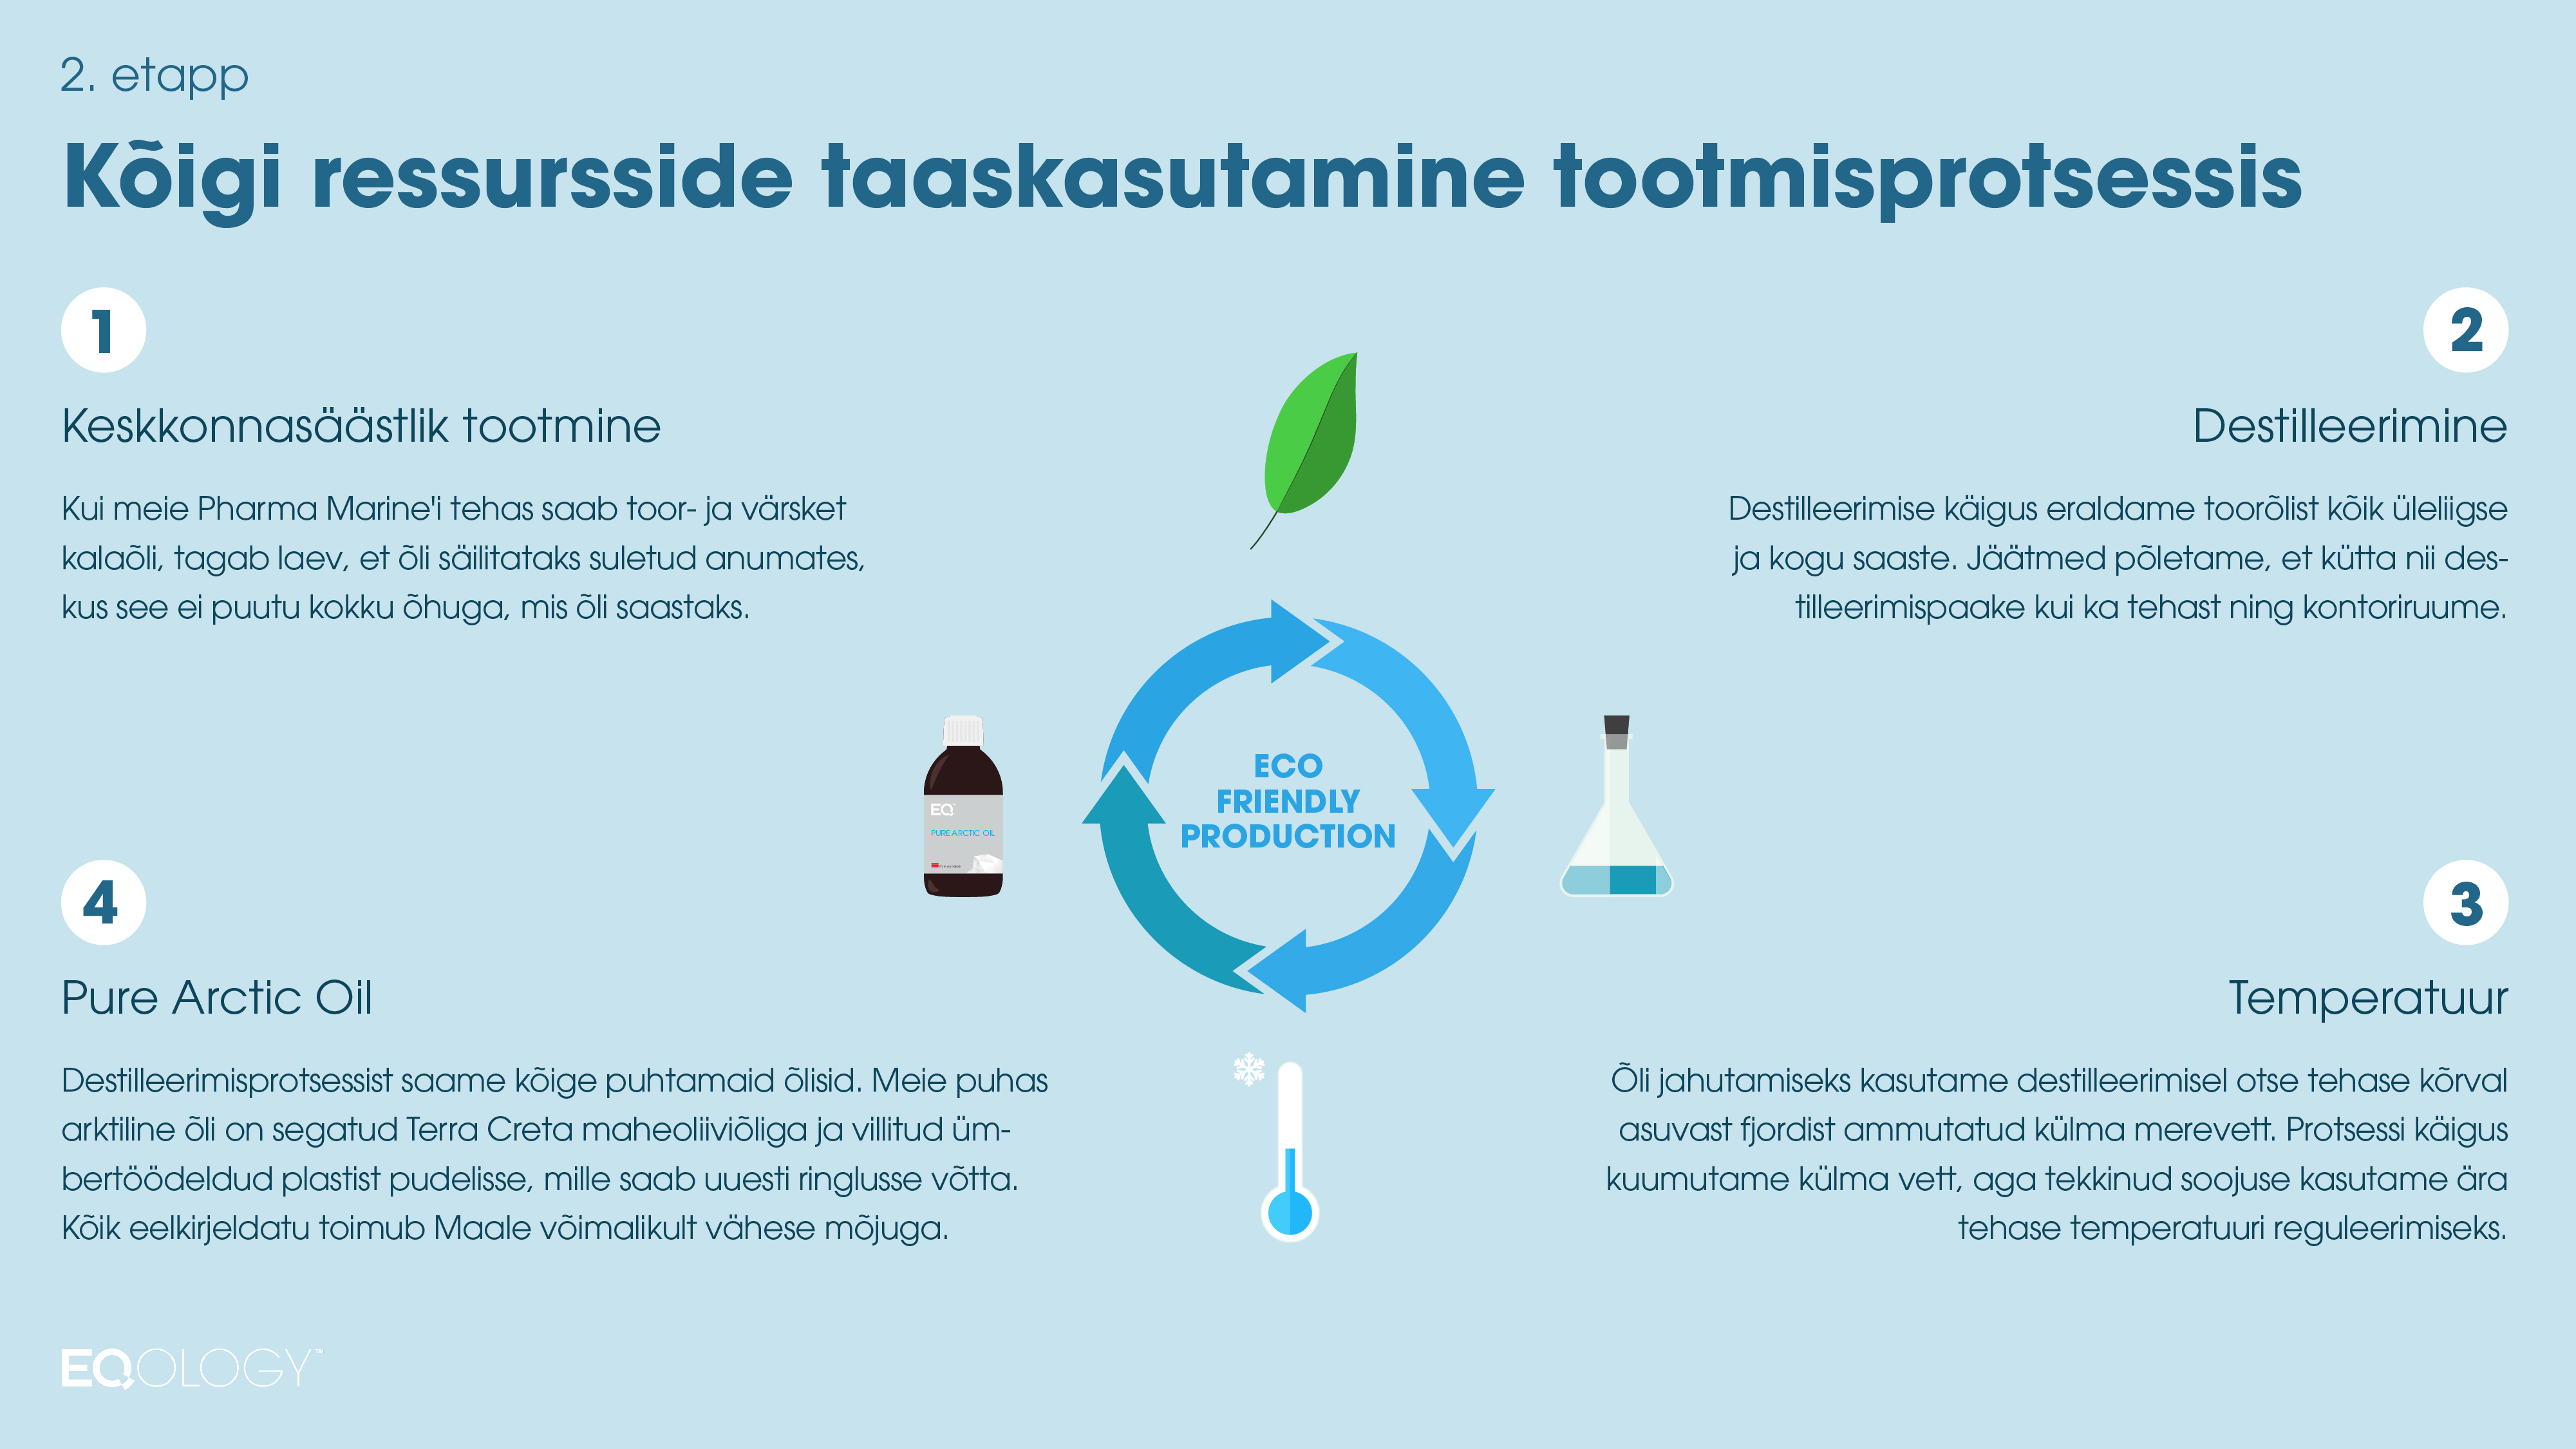 2. etapp
Kõigi ressursside taaskasutamine tootmisprotsessis
1
Keskkonnasäästlik tootmine
Kui meie Pharma Marine'i tehas saab toor- ja värsket
kalaõli, tagab laev, et õli säilitataks suletud anumates,
kus see ei puutu kokku õhuga, mis õli saastaks.
2
Destilleerimine
Destilleerimise käigus eraldame toorõlist kõik üleliigse
ja kogu saaste. Jäätmed põletame, et kütta nii des-
tilleerimispaake kui ka tehast ning kontoriruume.
ECO
FRIENDLY
PRODUCTION
EQ
PURE ARCTIC OIL
3
Temperatuur
Õli jahutamiseks kasutame destilleerimisel otse tehase kõrval
asuvast fjordist ammutatud külma merevett. Protsessi käigus
kuumutame külma vett, aga tekkinud soojuse kasutame ära
tehase temperatuuri reguleerimiseks.
4
Pure Arctic Oil
Destilleerimisprotsessist saame kõige puhtamaid õlisid. Meie puhas
arktiline õli on segatud Terra Creta maheoliiviõliga ja villitud üm-
bertöödeldud plastist pudelisse, mille saab uuesti ringlusse võtta.
Kõik eelkirjeldatu toimub Maale võimalikult vähese mõjuga.
EQOLOGY™